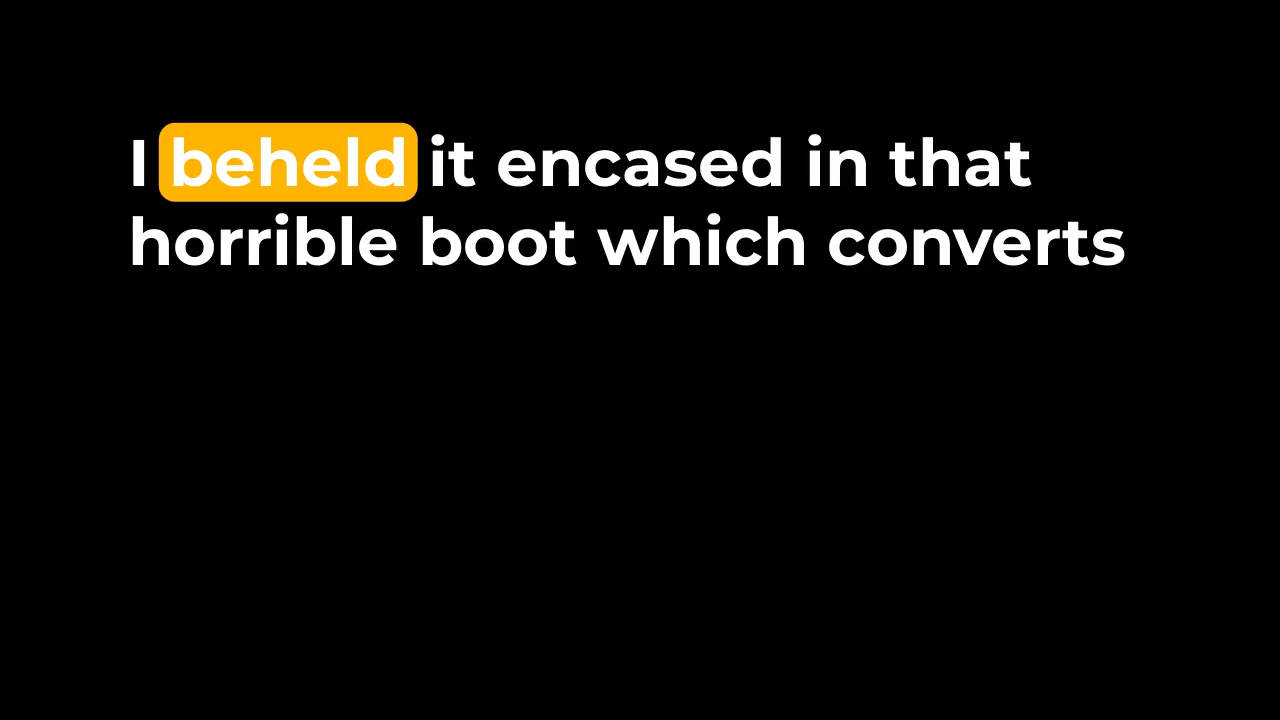 I beheld it encased in that
horrible boot which converts